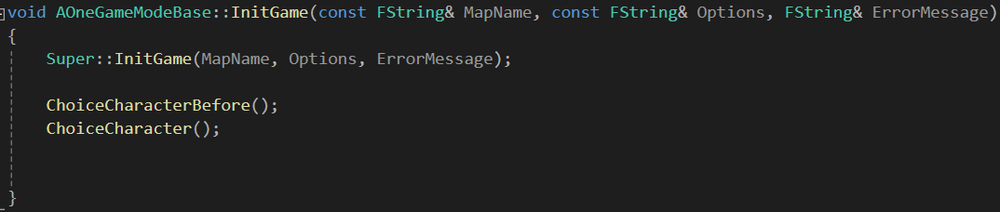 void AOneGameModeBase::InitGame(const FString& MapName, const FString& Options, FString& ErrorMessage)
{
Super::InitGame(MapName, Options, ErrorMessage);
ChoiceCharacterBefore();
ChoiceCharacter();
}